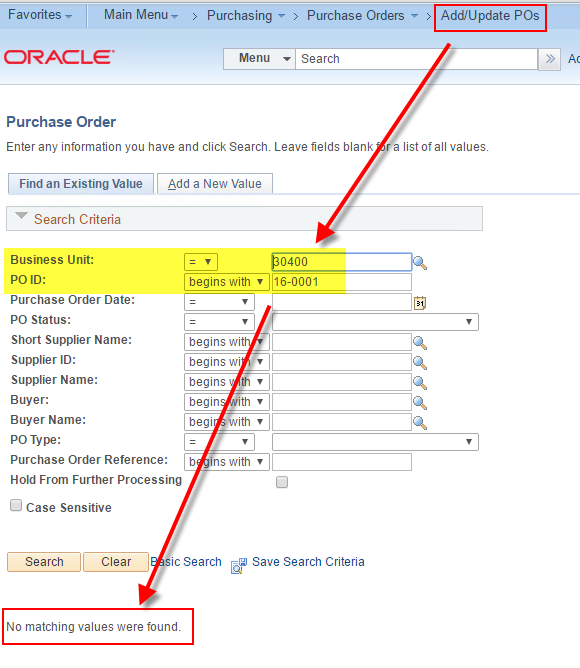 Favorites Main Menu > Purchasing > Purchase Orders > Add/Update POs
ORACLE
Menu Search » Ad
Purchase Order
Enter any information you have and click Search. Leave fields blank for a list of all values.
Find an Existing Value Add a New Value
Search Criteria
Business Unit: = 30400
PO ID: begins with 16-0001
Purchase Order Date: = 31
PO Status: =
Short Supplier Name: begins with
Supplier ID: begins with
Supplier Name: begins with
Buyer: begins with
Buyer Name: begins with
PO Type: =
Purchase Order Reference: begins with
Hold From Further Processing
Case Sensitive
Search Clear Basic Search Save Search Criteria
No matching values were found.